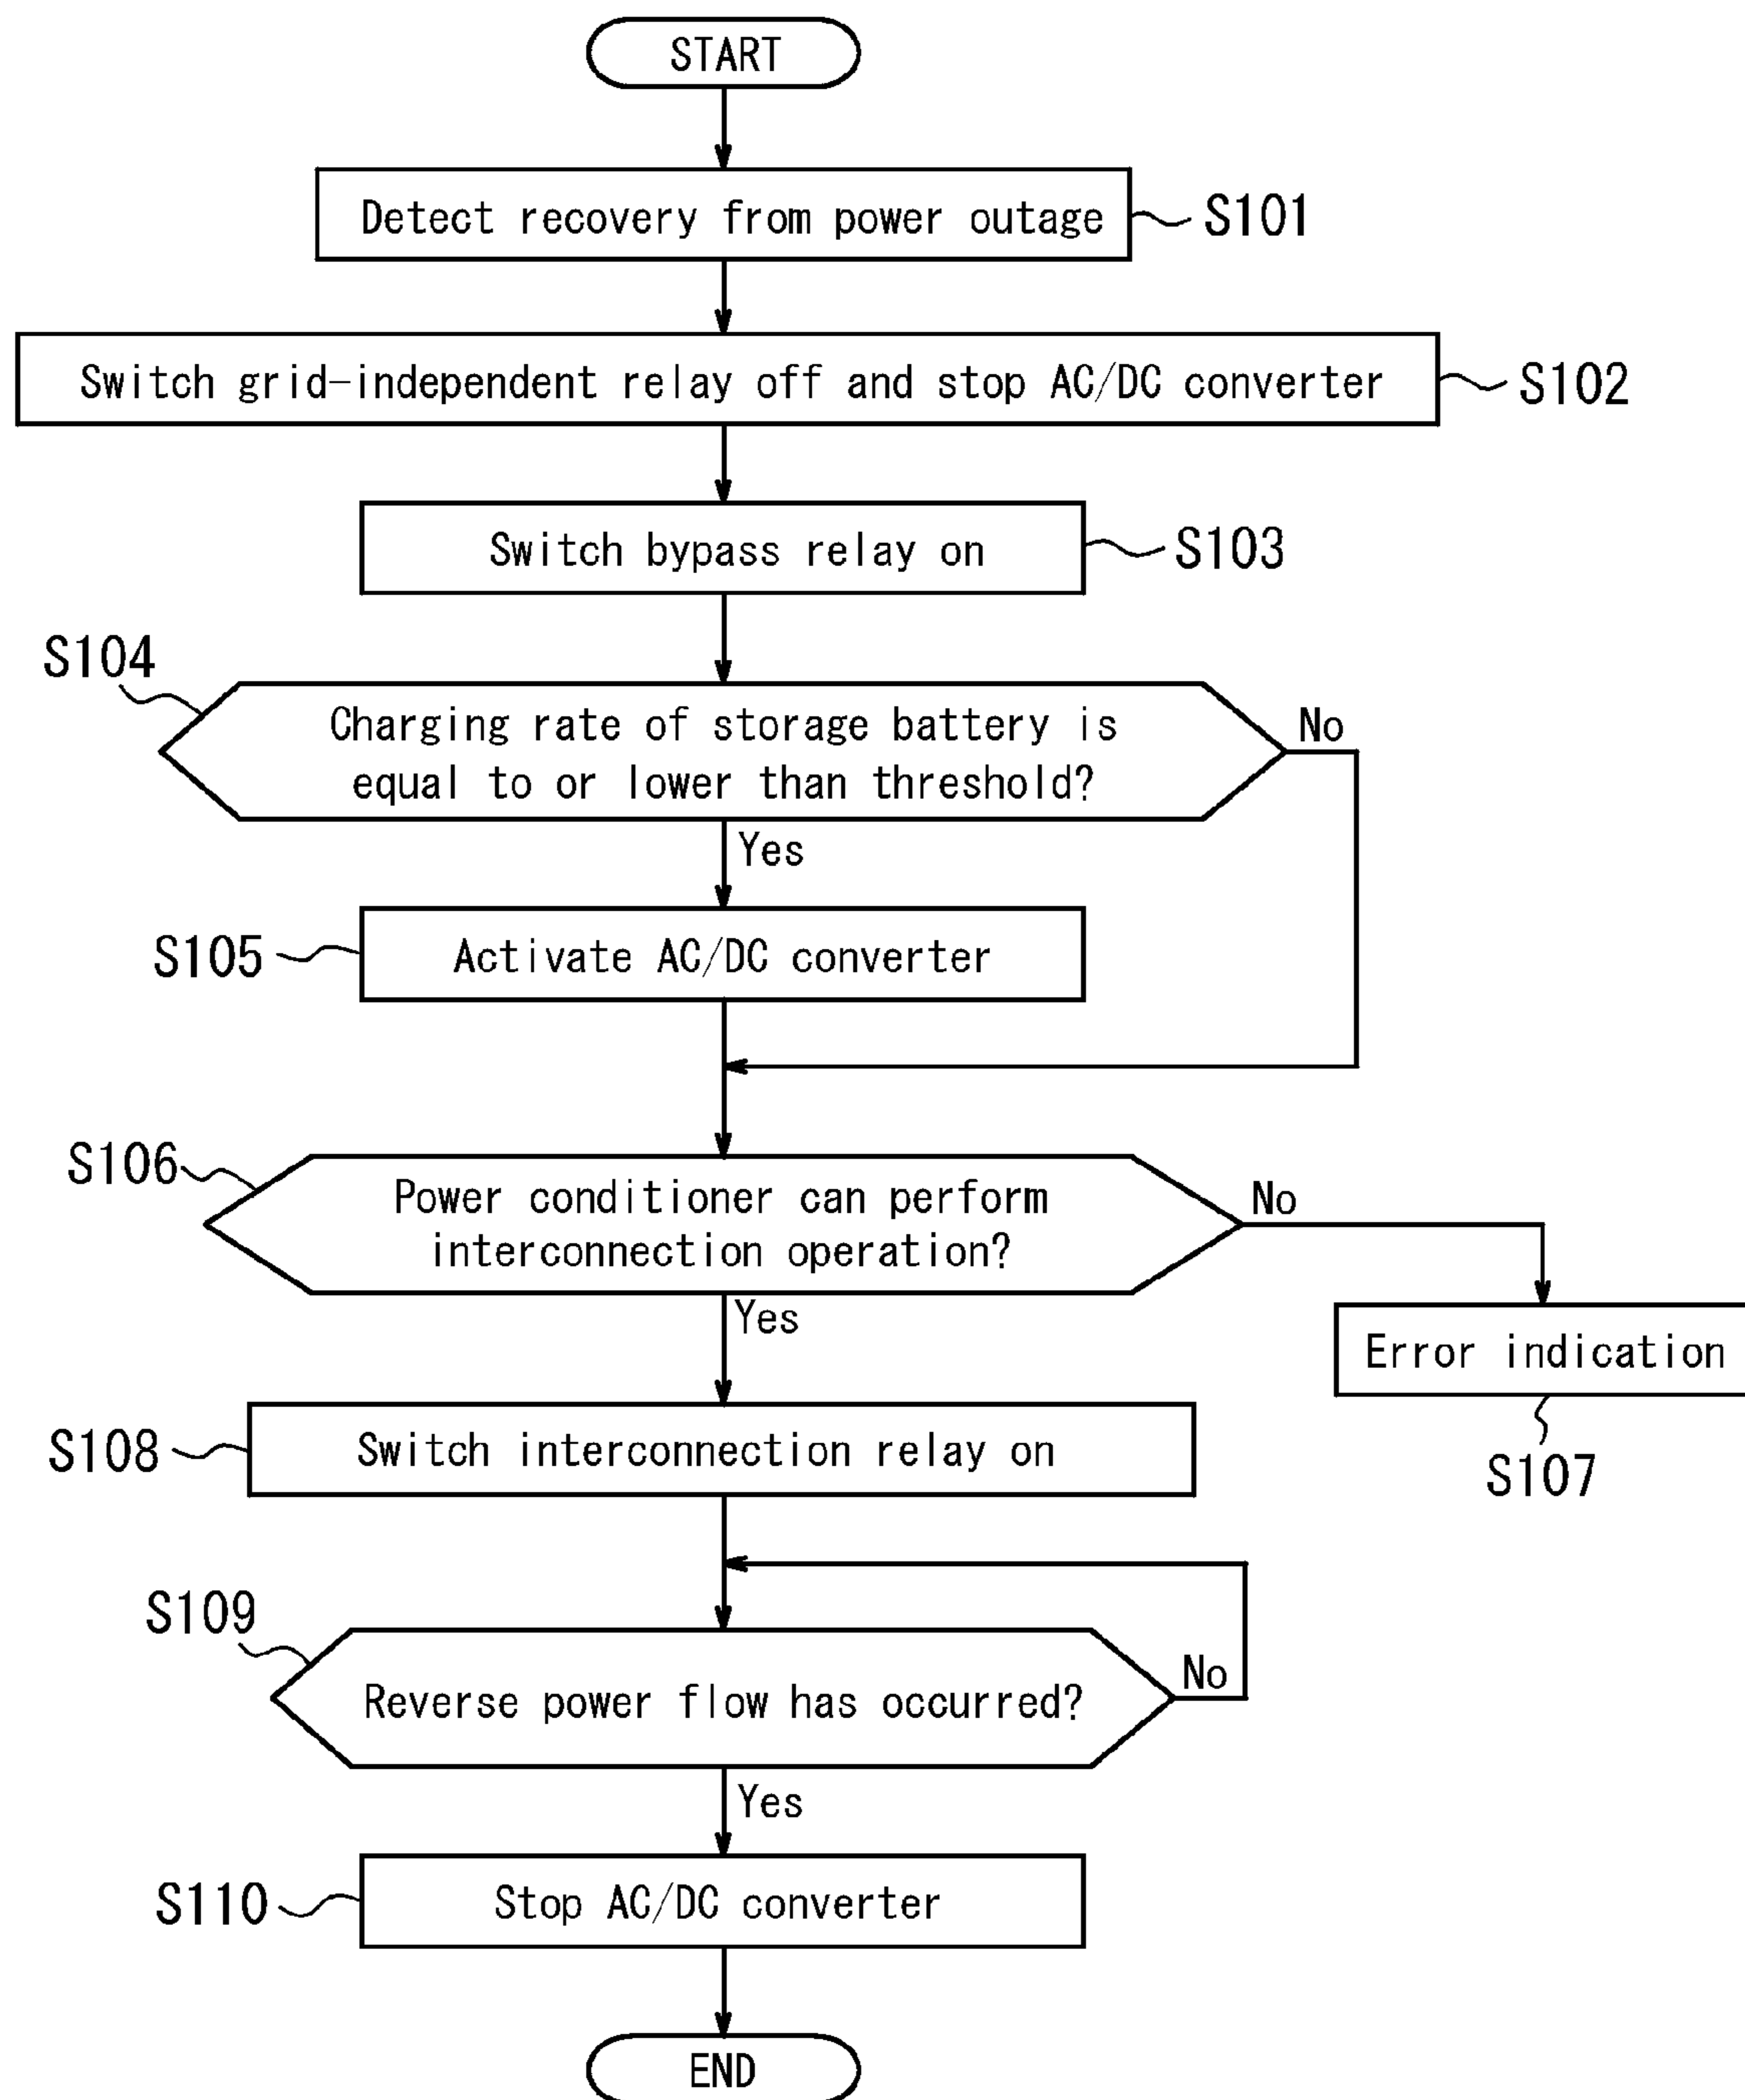 START
Detect recovery from power outage
S101
Switch grid-independent relay off and stop AC/DC converter
S102
Switch bypass relay on
S103
S104
Charging rate of storage battery is
equal to or lower than threshold?
No
Yes
S105
Activate AC/DC converter
S106
Power conditioner can perform
interconnection operation?
No
Yes
Error indication
S107
S108
Switch interconnection relay on
S109
Reverse power flow has occurred?
No
Yes
S110
Stop AC/DC converter
END